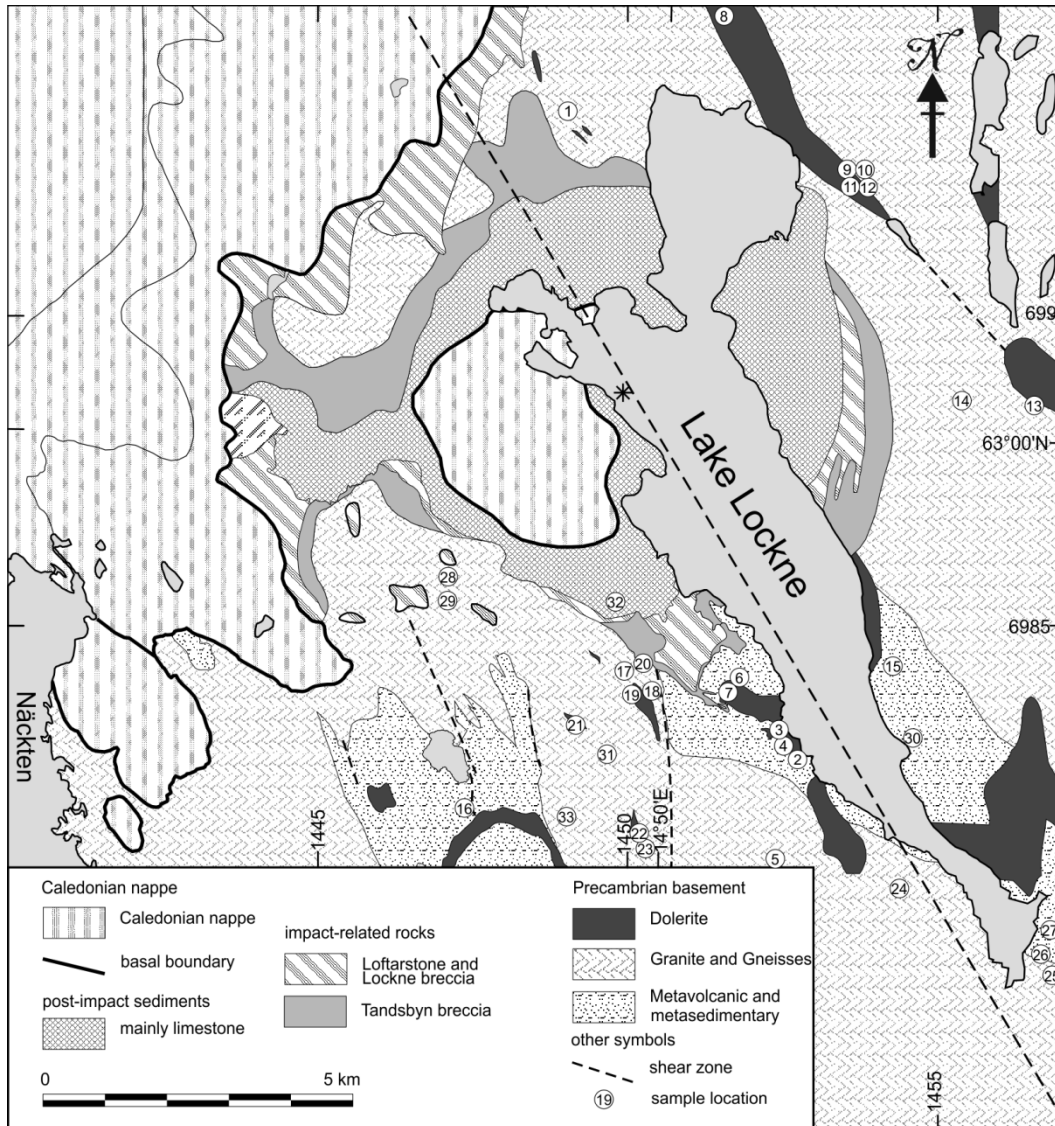 8
N
1
9 10
11 12
699
14
13
63°00'N
Lake Lockne
28
29
32
6985
17 20
15
6
19 18
7
21
3
4
2
30
31
Näckten
16
33
1445
1450
14°50'E
22
23
5
24
27
26
25
1455
Caledonian nappe
Caledonian nappe
basal boundary
post-impact sediments
mainly limestone
0 5 km
impact-related rocks
Loftarstone and
Lockne breccia
Tandsbyn breccia
Precambrian basement
Dolerite
Granite and Gneisses
Metavolcanic and
metasedimentary
other symbols
shear zone
19 sample location